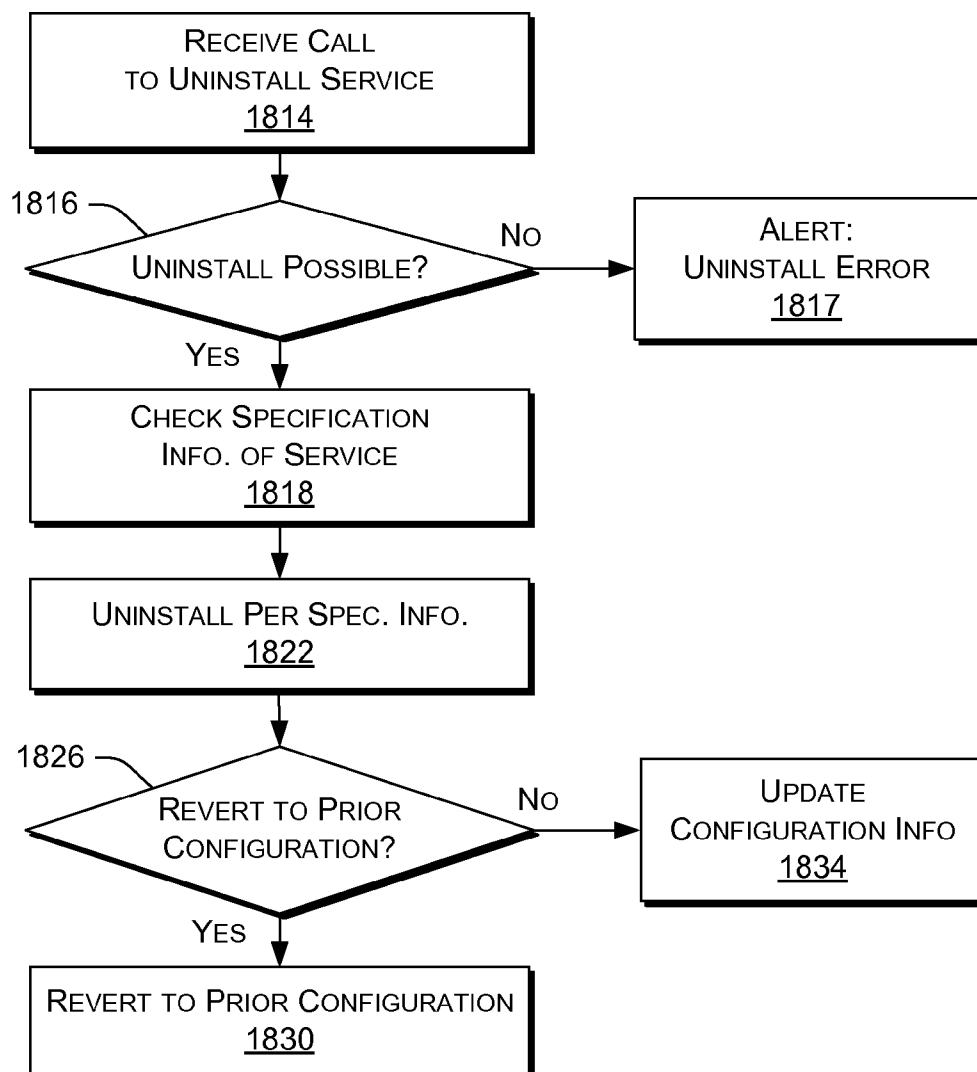 RECEIVE CALL
TO UNINSTALL SERVICE
1814
1816
UNINSTALL POSSIBLE?
NO
ALERT:
UNINSTALL ERROR
1817
YES
CHECK SPECIFICATION
INFO. OF SERVICE
1818
UNINSTALL PER SPEC. INFO.
1822
1826
REVERT TO PRIOR
CONFIGURATION?
NO
UPDATE
CONFIGURATION INFO
1834
YES
REVERT TO PRIOR CONFIGURATION
1830